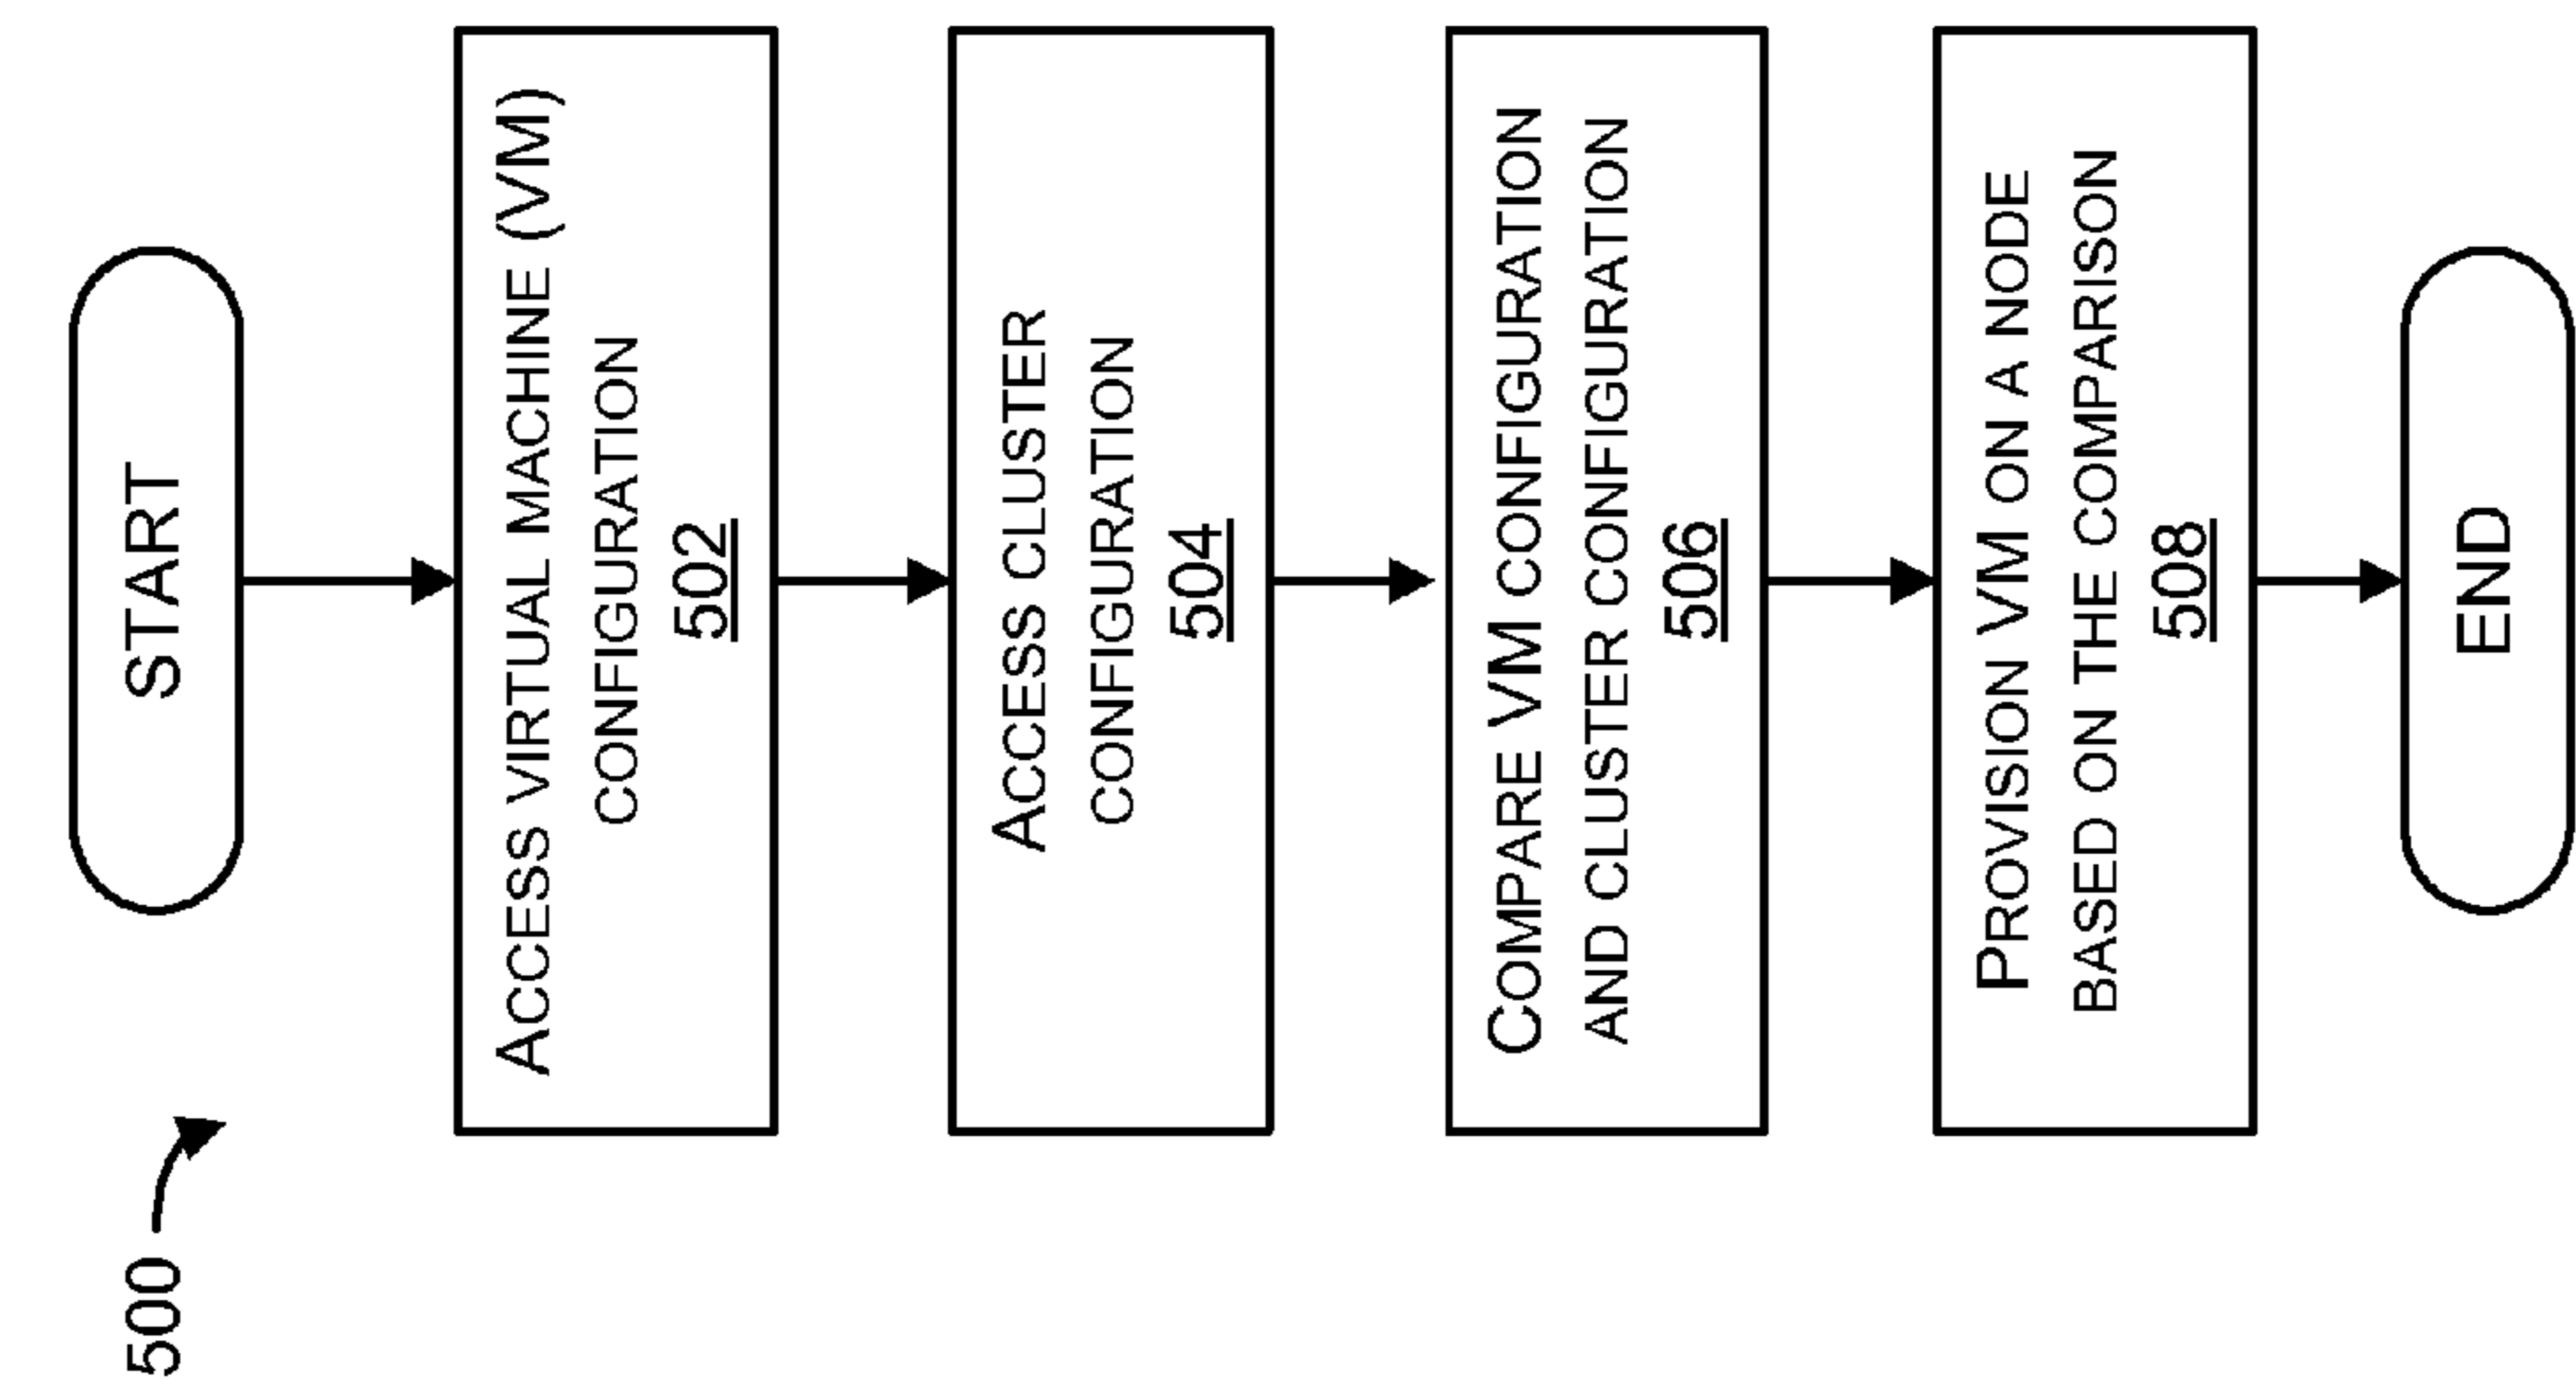 500
START
ACCESS VIRTUAL MACHINE (VM)
CONFIGURATION
502
ACCESS CLUSTER
CONFIGURATION
504
COMPARE VM CONFIGURATION
AND CLUSTER CONFIGURATION
506
PROVISION VM ON A NODE
BASED ON THE COMPARISON
508
END